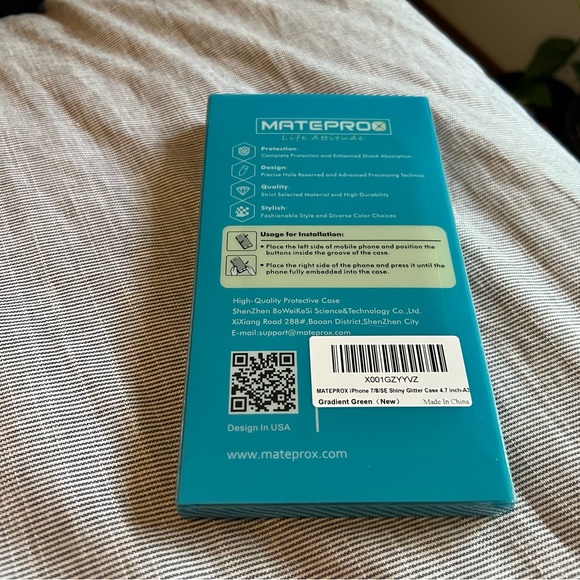 MATEPROX
Life Attitude
Protection:
Complete Protection and Enhanced Shock Absorption
Design:
Precise Hole Reserved and Advanced Processing Technics
Quality:
Strict Selected Material and High Durability
Stylish:
Fashionable Style and Diverse Color Choices
Usage for Installation:
• Place the left side of mobile phone and position the
buttons inside the groove of the case.
• Place the right side of the phone and press it until the
phone fully embedded into the case.
High-Quality Protective Case
ShenZhen BoWeiKeSi Science&Technology Co.,Ltd.
XiXiang Road 288#,Baoan District,ShenZhen City
E-mail:support@mateprox.com
X001GZYYVZ
MATEPROX iPhone 7/8/SE Shiny Glitter Case 4.7 inch-A3
Gradient Green (New) Made In China
Design In USA
www.mateprox.com